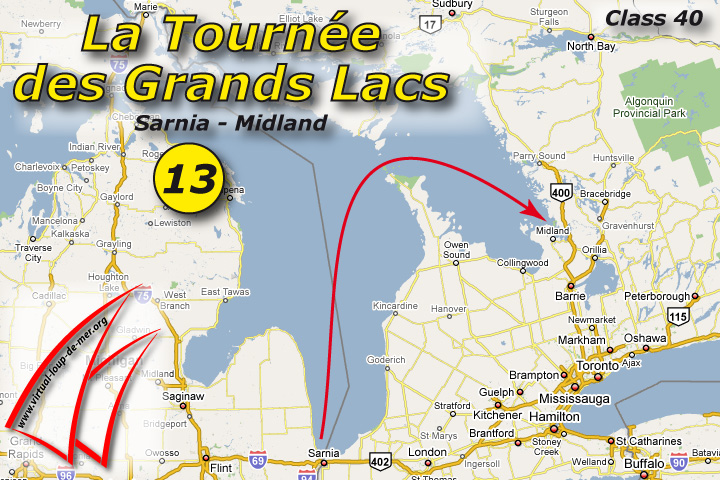 Marie
Elliot Lake
Sudbury
Sturgeon
Falls
Class 40
Newberry
17
North Bay
La Tournée
des Grands Lacs
75
Sarnia - Midland
Algonquin
Provincial Park
Indian River
Charlevoix
Petoskey
Boyne City
13
Parry Sound
Huntsville
400
Bracebridge
Gaylord
Mancelona
Kalkaska
Lewiston
Gravenhurst
Midland
Traverse
City
Grayling
Owen
Sound
Orillia
Collingwood
Houghton
Lake
75
West
Branch
East Tawas
Cadillac
Barrie
Peterborough
115
Kincardine
Hanover
Newmarket
www.virtual-loup-de-mer.org
Gladwin
Markham
Oshawa
Michigan
Midland
Goderich
Toronto
Ajax
Brampton
Mississauga
Saginaw
Guelph
Stratford
Kitchener
Hamilton
Bridgeport
St Marys
Brantford
Stoney
Creek
St Catharines
Grand
Rapids
Owosso
Flint
69
Sarnia
402
London
Ingersoll
Welland
90
Batavia
96
94
Buffalo